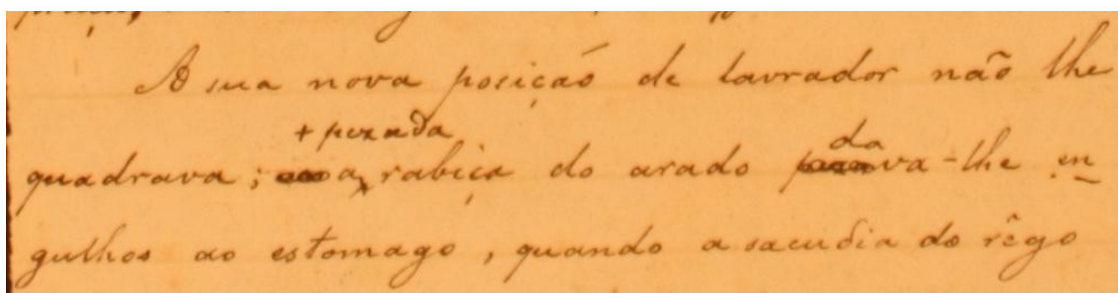 A sua nova posição de lavrador não lhe
+ pezada
quadrava; a rabiça do arado dava-lhe en
gulhos ao estomago, quando a sacudia do rêgo